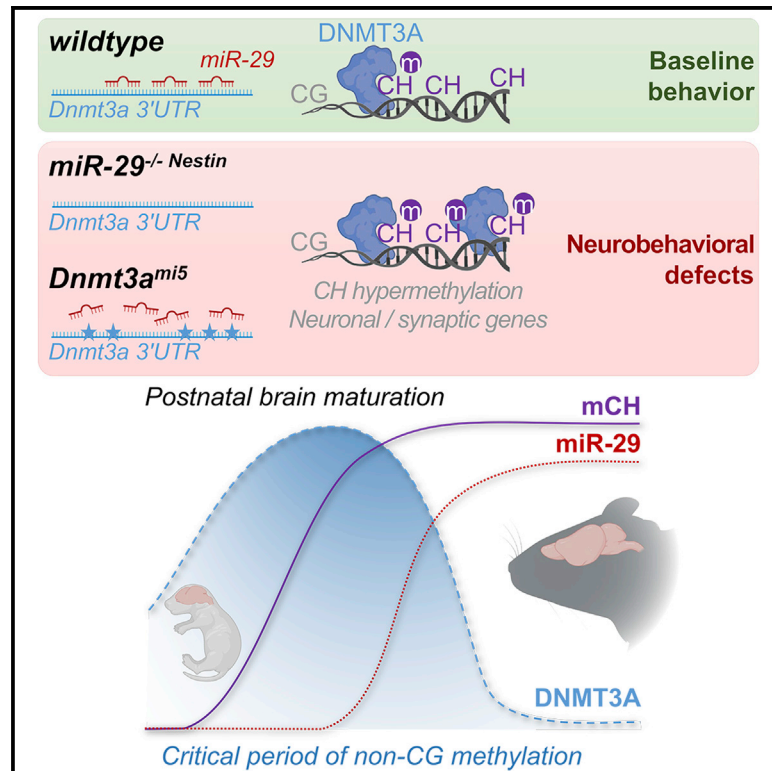 wildtype
miR-29
Dnmt3a 3'UTR
DNMT3A
CG
CH
m
CH
CH
Baseline
behavior
miR-29-/- Nestin
Dnmt3a 3'UTR
Dnmt3ami5
Dnmt3a 3'UTR
CG
CH
m
CH
m
CH
m
CH hypermethylation
Neuronal / synaptic genes
Neurobehavioral
defects
Postnatal brain maturation
mCH
miR-29
DNMT3A
Critical period of non-CG methylation